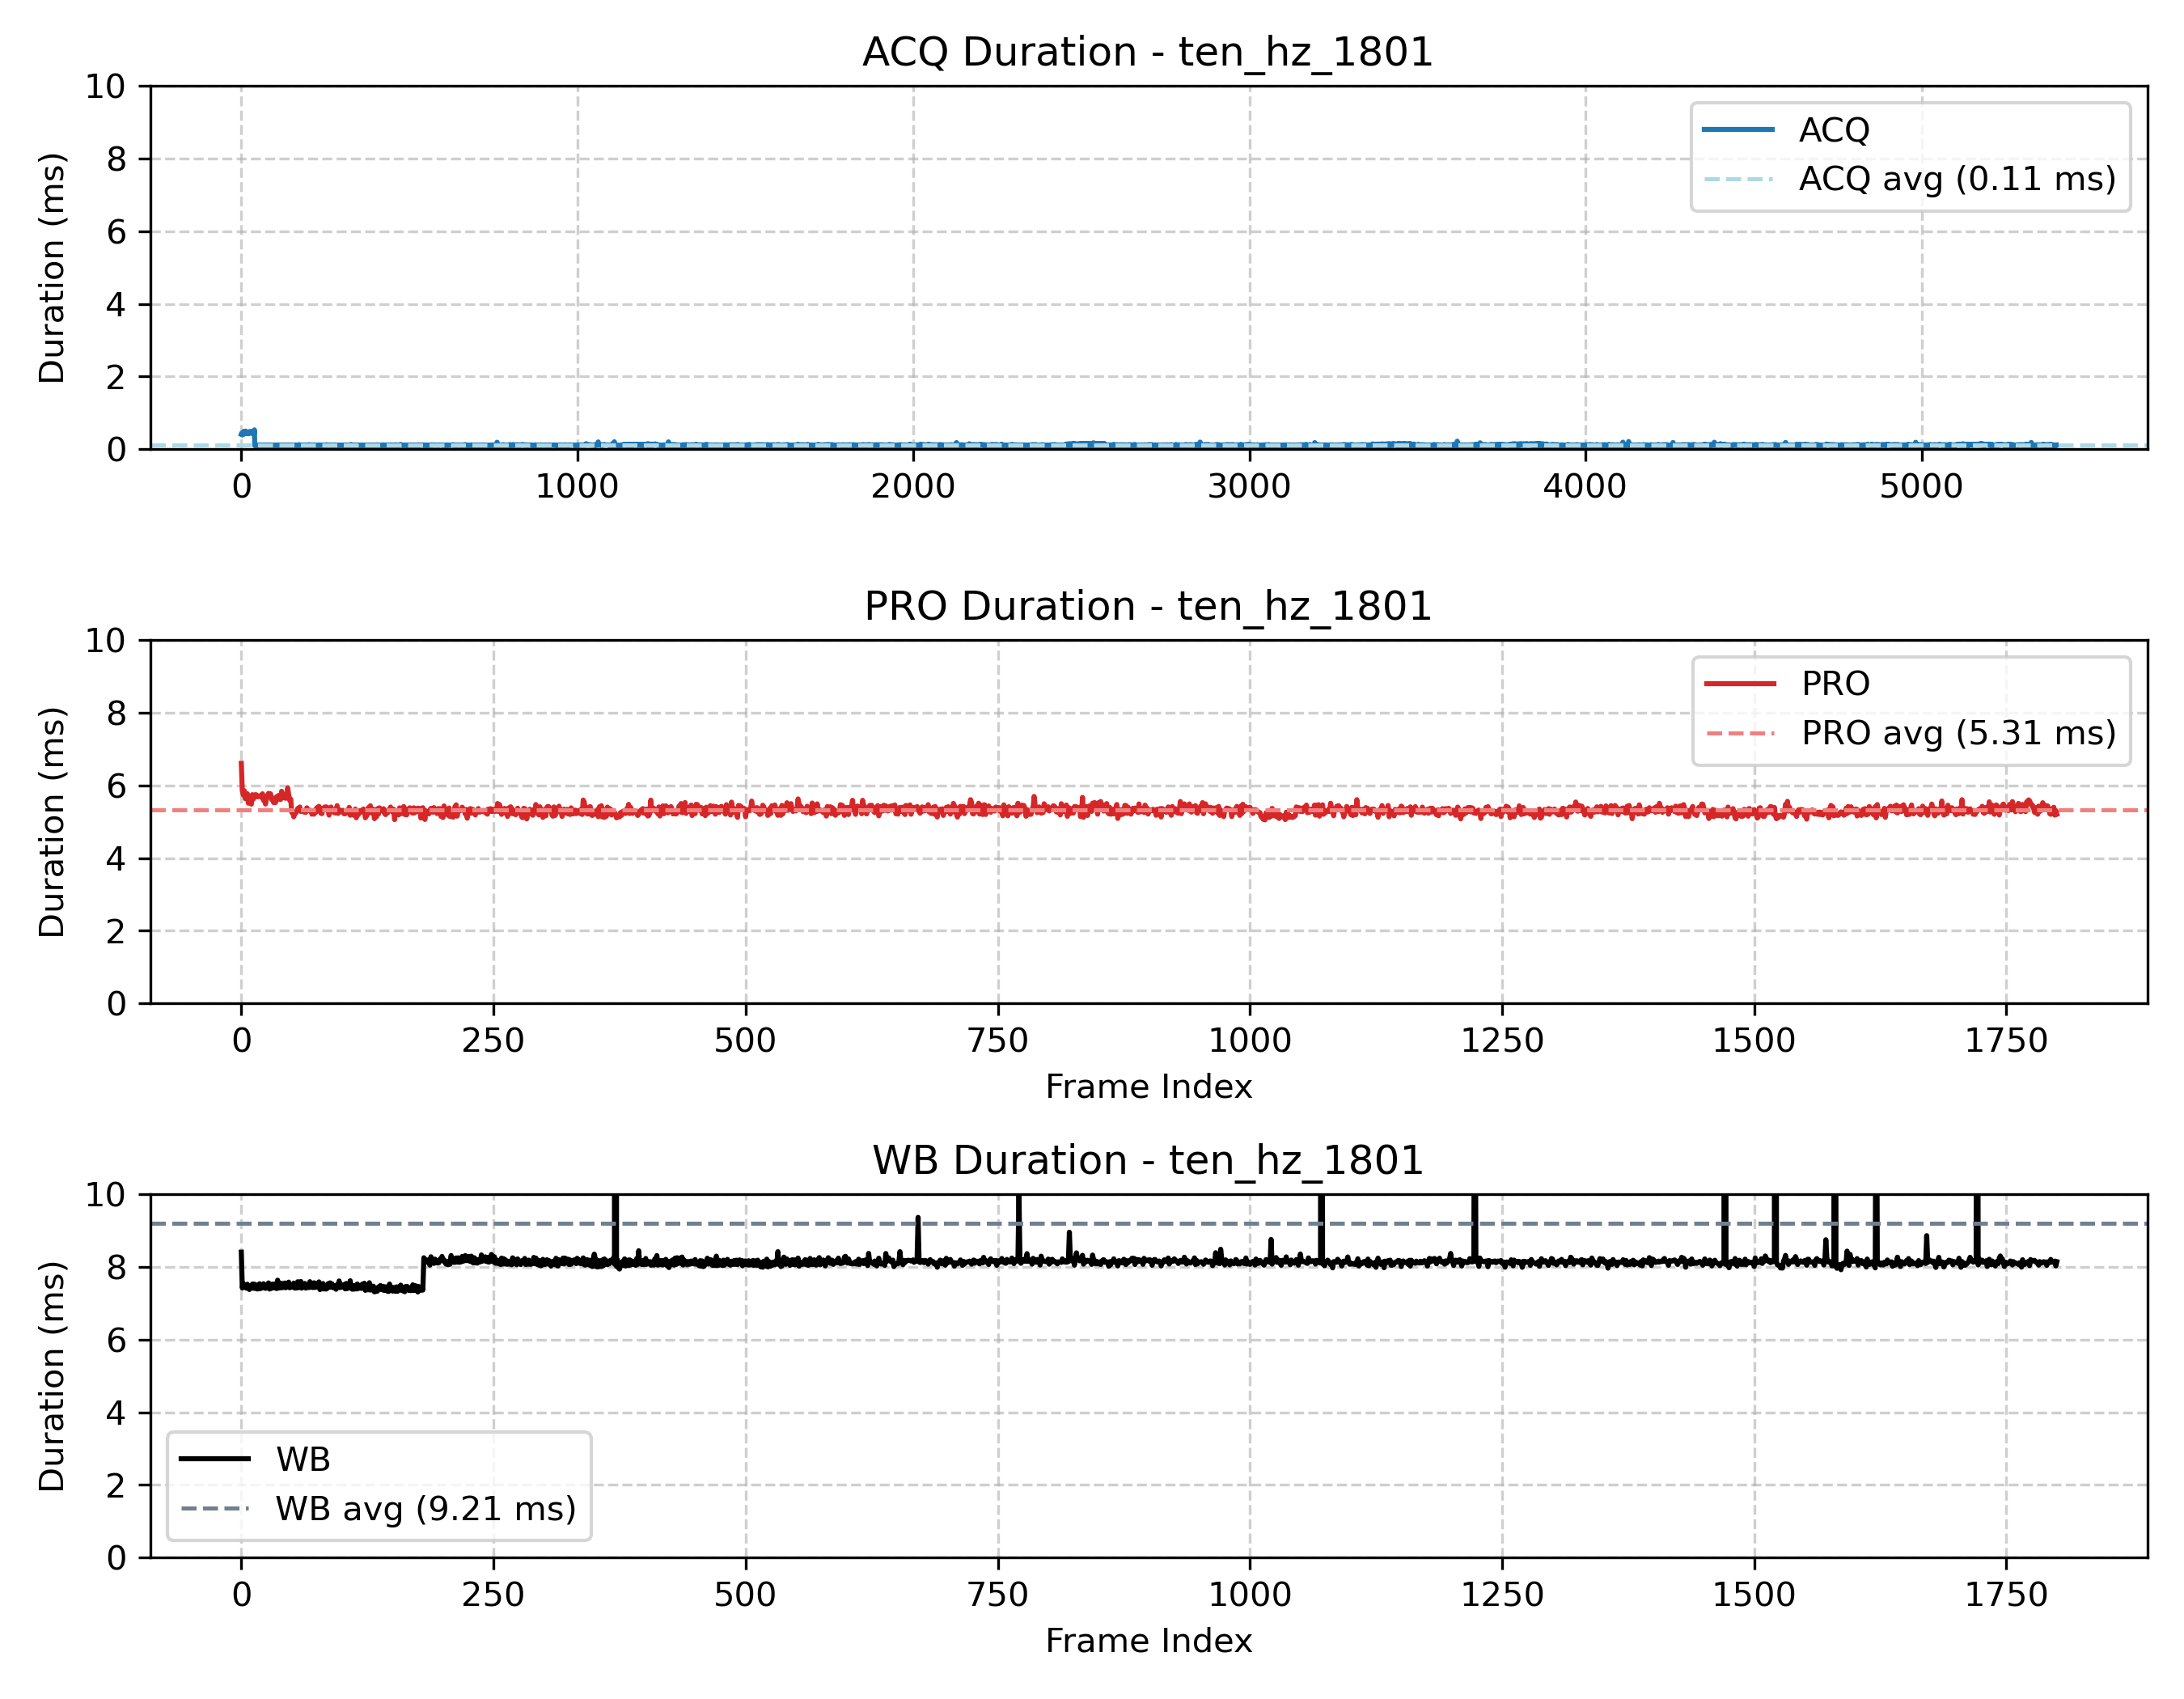 ACQ Duration - ten_hz_1801
10
8
6
4
2
0
Duration (ms)
ACQ
ACQ avg (0.11 ms)
0 1000 2000 3000 4000 5000
PRO Duration - ten_hz_1801
10
8
6
4
2
0
Duration (ms)
PRO
PRO avg (5.31 ms)
0 250 500 750 1000 1250 1500 1750
Frame Index
WB Duration - ten_hz_1801
10
8
6
4
2
0
Duration (ms)
WB
WB avg (9.21 ms)
0 250 500 750 1000 1250 1500 1750
Frame Index